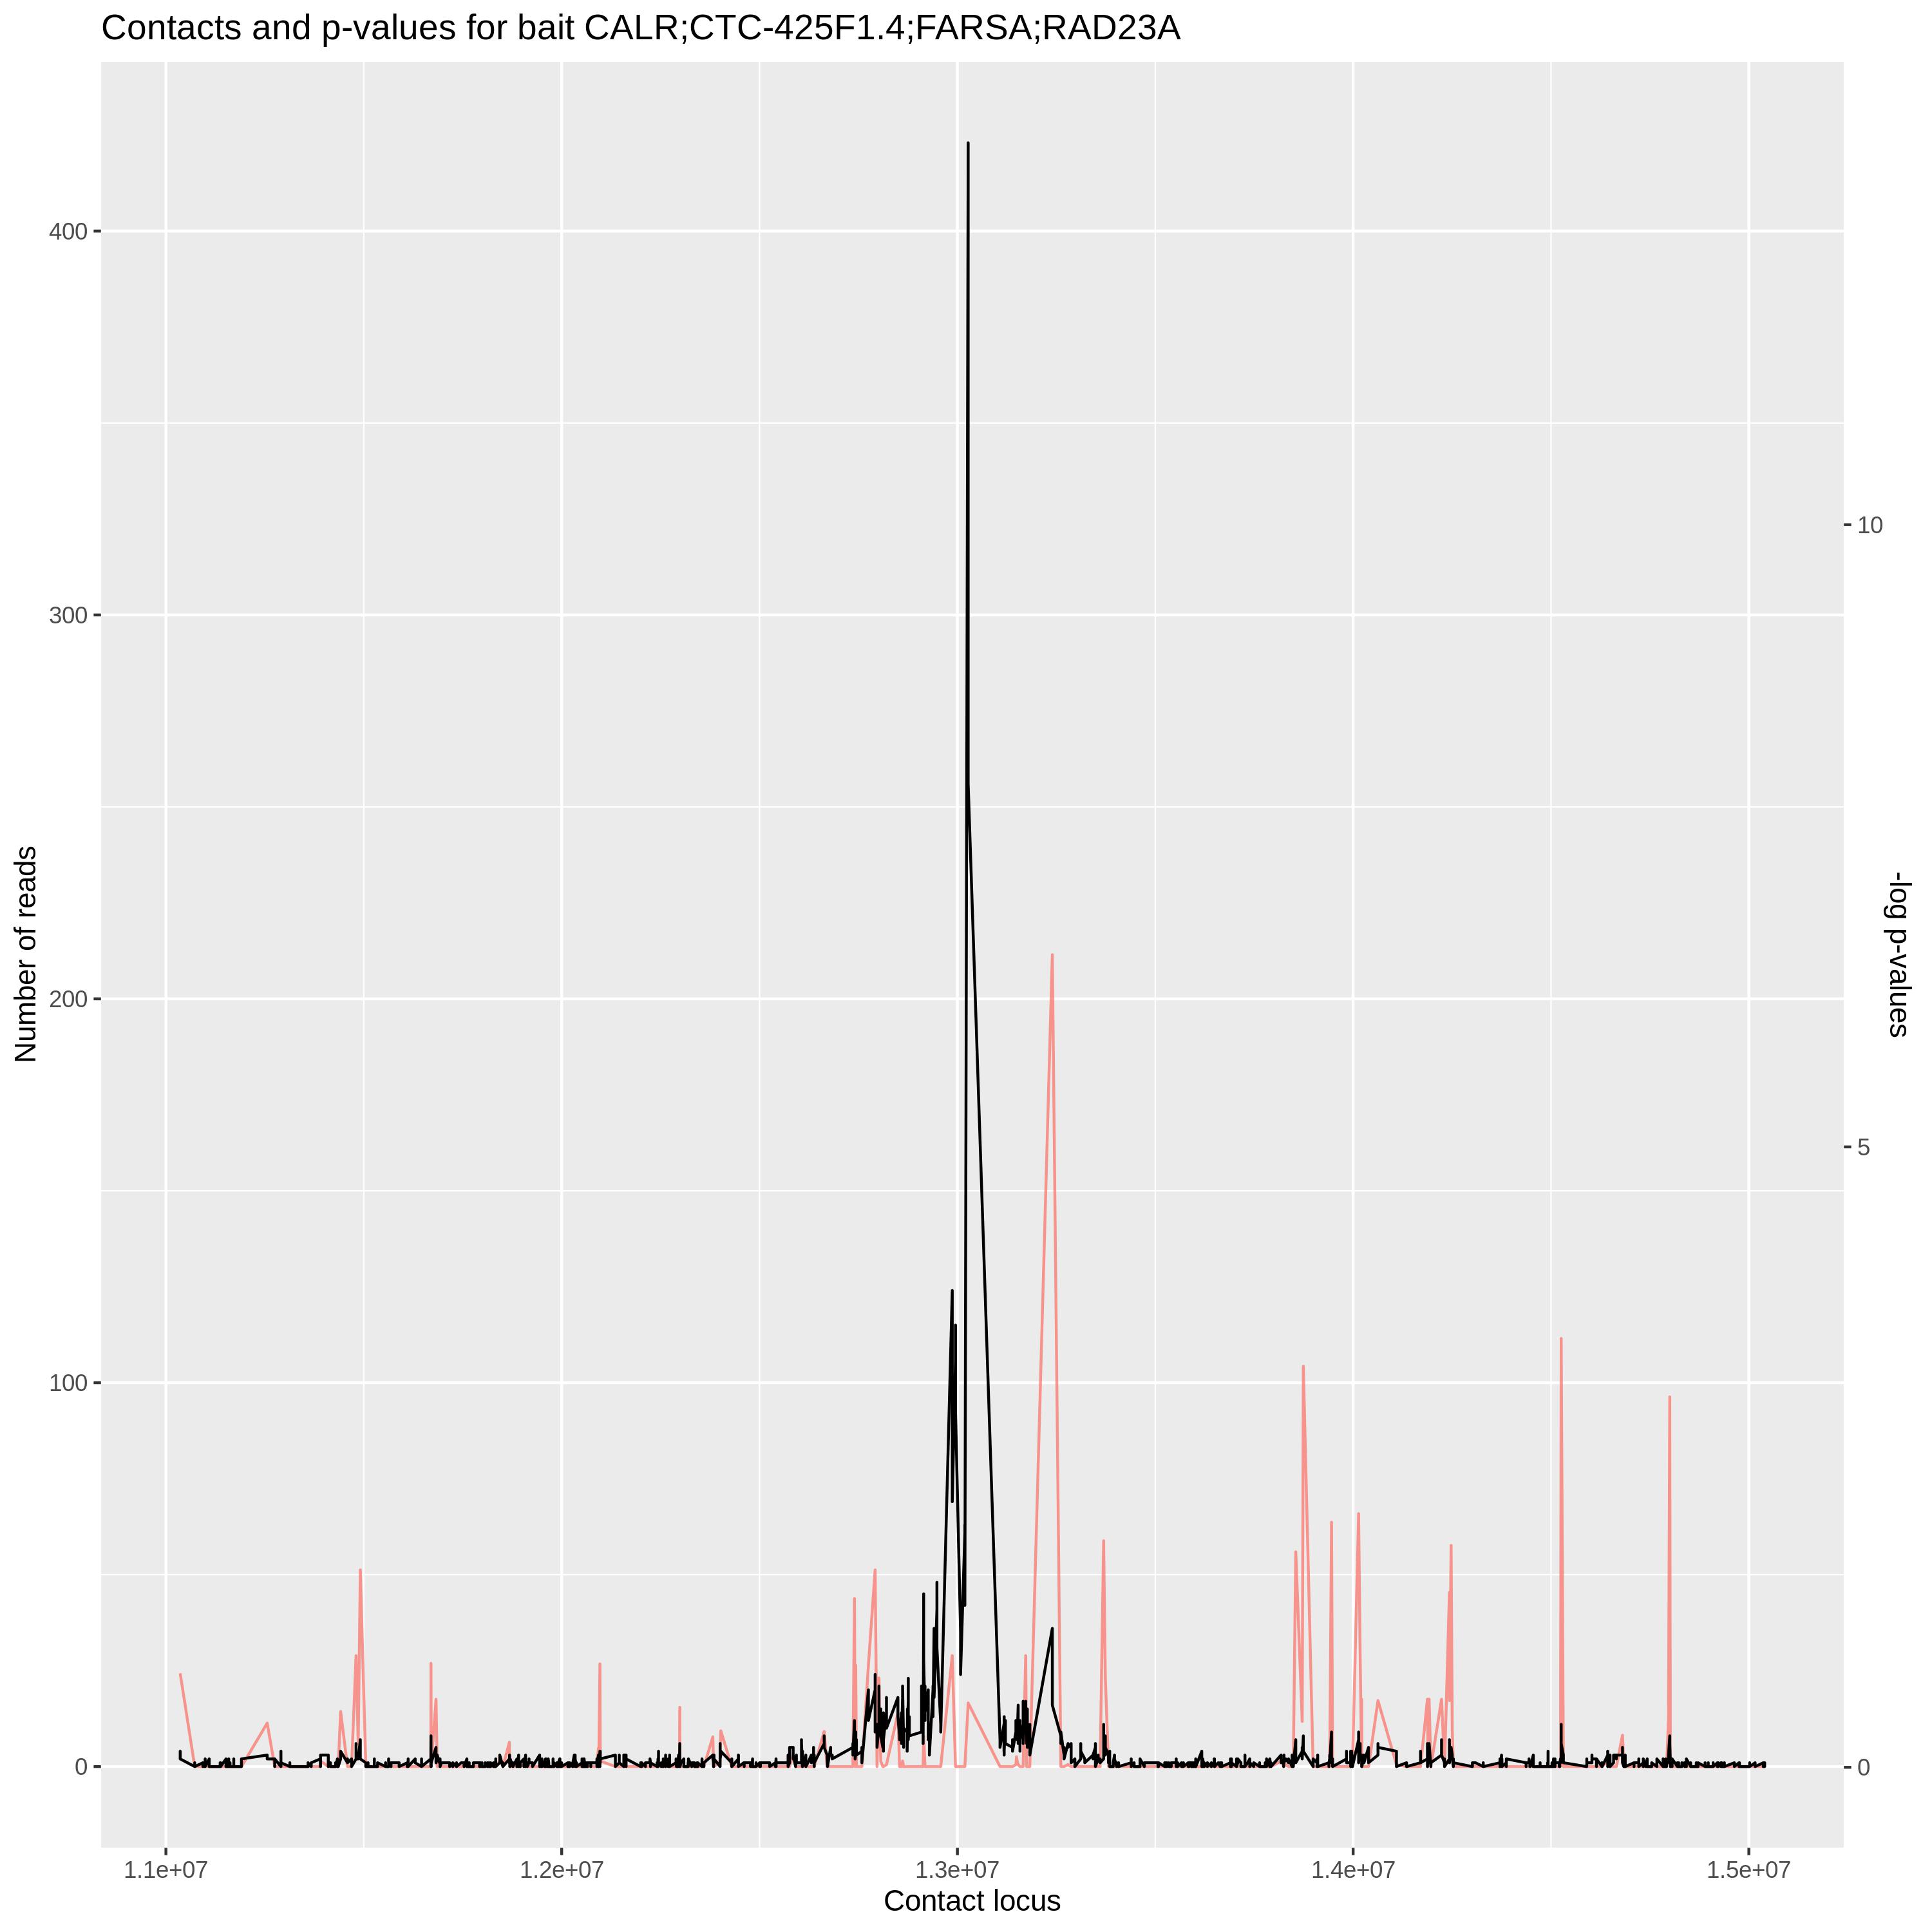 Contacts and p-values for bait CALR;CTC-425F1.4;FARSA;RAD23A
400
300
200
100
0
Number of reads
10
5
0
-log p-values
1.1e+07 1.2e+07 1.3e+07 1.4e+07 1.5e+07
Contact locus